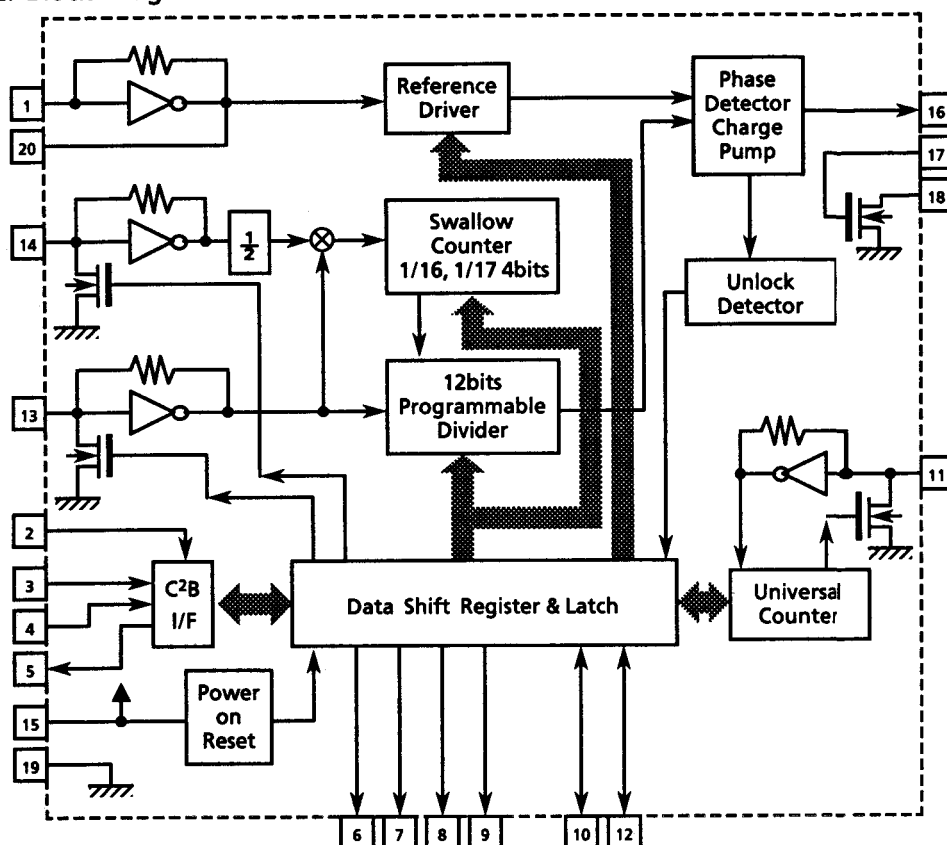 1
20
14
13
2
3
4
5
15
19
Reference
Driver
Phase
Detector
Charge
Pump
16
17
18
1/2
Swallow
Counter
1/16, 1/17 4bits
Unlock
Detector
12bits
Programmable
Divider
11
C²B
I/F
Data Shift Register & Latch
Universal
Counter
Power
on
Reset
6
7
8
9
10
12